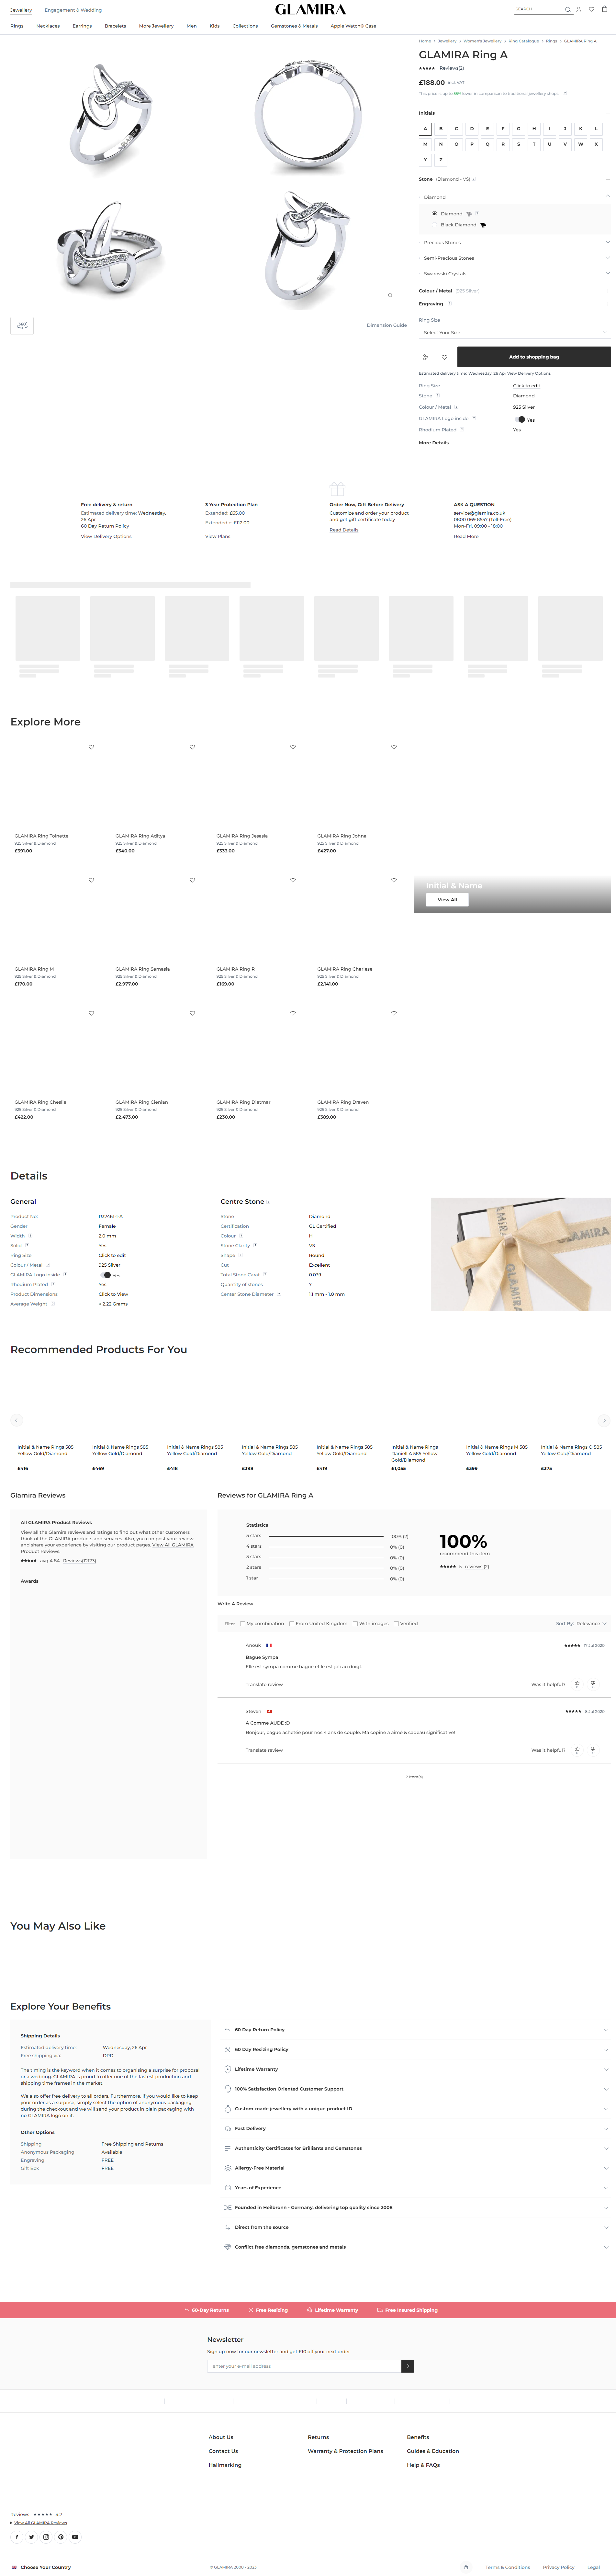 Jewellery
Engagement & Wedding
GLAMIRA
SEARCH
Rings
Necklaces
Earrings
Bracelets
More Jewellery
Men
Kids
Collections
Gemstones & Metals
Apple Watch® Case
Home > Jewellery > Women's Jewellery > Ring Catalogue > Rings > GLAMIRA Ring A
GLAMIRA Ring A
Reviews(2)
£188.00 incl. VAT
This price is up to 50% lower in comparison to traditional jewellery shops
Initials
A B C D E F G H I J K L
M N O P Q R S T U V W X
Y Z
Stone (Diamond - VS) ?
Diamond
Diamond ?
Black Diamond
Precious Stones
Semi-Precious Stones
Swarovski Crystals
Colour / Metal (925 Silver)
Engraving ?
Ring Size
Select Your Size
360°
Dimension Guide
Add to shopping bag
Estimated delivery time: Wednesday, 26 Apr View Delivery Options
Ring Size Click to edit
Stone ? Diamond
Colour / Metal ? 925 Silver
GLAMIRA Logo inside ? Yes
Rhodium Plated ? Yes
More Details
Free delivery & return
Estimated delivery time: Wednesday,
26 Apr
60 Day Return Policy
View Delivery Options
3 Year Protection Plan
Extended: £65.00
Extended +: £112.00
View Plans
Order Now, Gift Before Delivery
Customize and order your product
and get gift certificate today
Read Details
ASK A QUESTION
service@glamira.co.uk
0800 069 8557 (Toll-Free)
Mon-Fri, 09:00 - 18:00
Read More
Explore More
GLAMIRA Ring Toinette
925 Silver & Diamond
£391.00
GLAMIRA Ring Aditya
925 Silver & Diamond
£340.00
GLAMIRA Ring Jesasia
925 Silver & Diamond
£333.00
GLAMIRA Ring Johna
925 Silver & Diamond
£427.00
Initial & Name
View All
GLAMIRA Ring M
925 Silver & Diamond
£170.00
GLAMIRA Ring Semasia
925 Silver & Diamond
£2,977.00
GLAMIRA Ring R
925 Silver & Diamond
£169.00
GLAMIRA Ring Charlese
925 Silver & Diamond
£2,141.00
GLAMIRA Ring Cheslie
925 Silver & Diamond
£422.00
GLAMIRA Ring Cienian
925 Silver & Diamond
£2,473.00
GLAMIRA Ring Dietmar
925 Silver & Diamond
£230.00
GLAMIRA Ring Draven
925 Silver & Diamond
£389.00
Details
General
Product No: R37461-1-A
Gender Female
Width ? 2,0 mm
Solid ? Yes
Ring Size Click to edit
Colour / Metal ? 925 Silver
GLAMIRA Logo inside ? Yes
Rhodium Plated ? Yes
Product Dimensions Click to View
Average Weight ? ≈ 2.22 Grams
Centre Stone
Stone Diamond
Certification GL Certified
Colour ? H
Stone Clarity ? VS
Shape ? Round
Cut Excellent
Total Stone Carat ? 0.039
Quantity of stones 7
Center Stone Diameter ? 1.1 mm - 1.0 mm
GLAMIRA
GLAMIRA
GLAMIRA
Recommended Products For You
Initial & Name Rings 585
Yellow Gold/Diamond
£416
Initial & Name Rings 585
Yellow Gold/Diamond
£469
Initial & Name Rings 585
Yellow Gold/Diamond
£418
Initial & Name Rings 585
Yellow Gold/Diamond
£398
Initial & Name Rings 585
Yellow Gold/Diamond
£419
Initial & Name Rings
Daniell A 585 Yellow
Gold/Diamond
£1,055
Initial & Name Rings M 585
Yellow Gold/Diamond
£399
Initial & Name Rings O 585
Yellow Gold/Diamond
£375
Glamira Reviews
All GLAMIRA Product Reviews
View all the Glamira reviews and ratings to find out what other customers
think of the GLAMIRA products and services. Also, you can post your review
and share your experience by visiting our product pages. View All GLAMIRA
Product Reviews.
avg 4.84 Reviews(12773)
Awards
Reviews for GLAMIRA Ring A
Statistics
5 stars 100% (2)
4 stars 0% (0)
3 stars 0% (0)
2 stars 0% (0)
1 star 0% (0)
100%
recommend this item
5 reviews (2)
Write A Review
Filter
My combination
From United Kingdom
With images
Verified
Sort By: Relevance
Anouk
17 Jul 2020
Bague Sympa
Elle est sympa comme bague et le est joli au doigt
Translate review
Was it helpful?
0 0
Steven
8 Jul 2020
A Comme AUDE :D
Bonjour, bague achetée pour nos 4 ans de couple. Ma copine a aimé & cadeau significative!
Translate review
Was it helpful?
0 0
2 Item(s)
You May Also Like
Explore Your Benefits
Shipping Details
Estimated delivery time: Wednesday, 26 Apr
Free shipping via: DPD
The timing is the keyword when it comes to organising a surprise for proposal
or a wedding. GLAMIRA is proud to offer one of the fastest production and
shipping time frames in the market.
We also offer free delivery to all orders. Furthermore, if you would like to keep
your order as a surprise, simply select the option of anonymous packaging
during the checkout and we will send your product in plain packaging with
no GLAMIRA logo on it.
Other Options
Shipping Free Shipping and Returns
Anonymous Packaging Available
Engraving FREE
Gift Box FREE
60 Day Return Policy
60 Day Resizing Policy
Lifetime Warranty
100% Satisfaction Oriented Customer Support
Custom-made jewellery with a unique product ID
Fast Delivery
Authenticity Certificates for Brilliants and Gemstones
Allergy-Free Material
Years of Experience
DE Founded in Heilbronn - Germany, delivering top quality since 2008
Direct from the source
Conflict free diamonds, gemstones and metals
60-Day Returns
Free Resizing
Lifetime Warranty
Free Insured Shipping
Newsletter
Sign up now for our newsletter and get £10 off your next order
enter your e-mail address
About Us
Contact Us
Hallmarking
Returns
Warranty & Protection Plans
Benefits
Guides & Education
Help & FAQs
Reviews 4.7
View All GLAMIRA Reviews
Choose Your Country
© GLAMIRA 2008 - 2023
Terms & Conditions
Privacy Policy
Legal